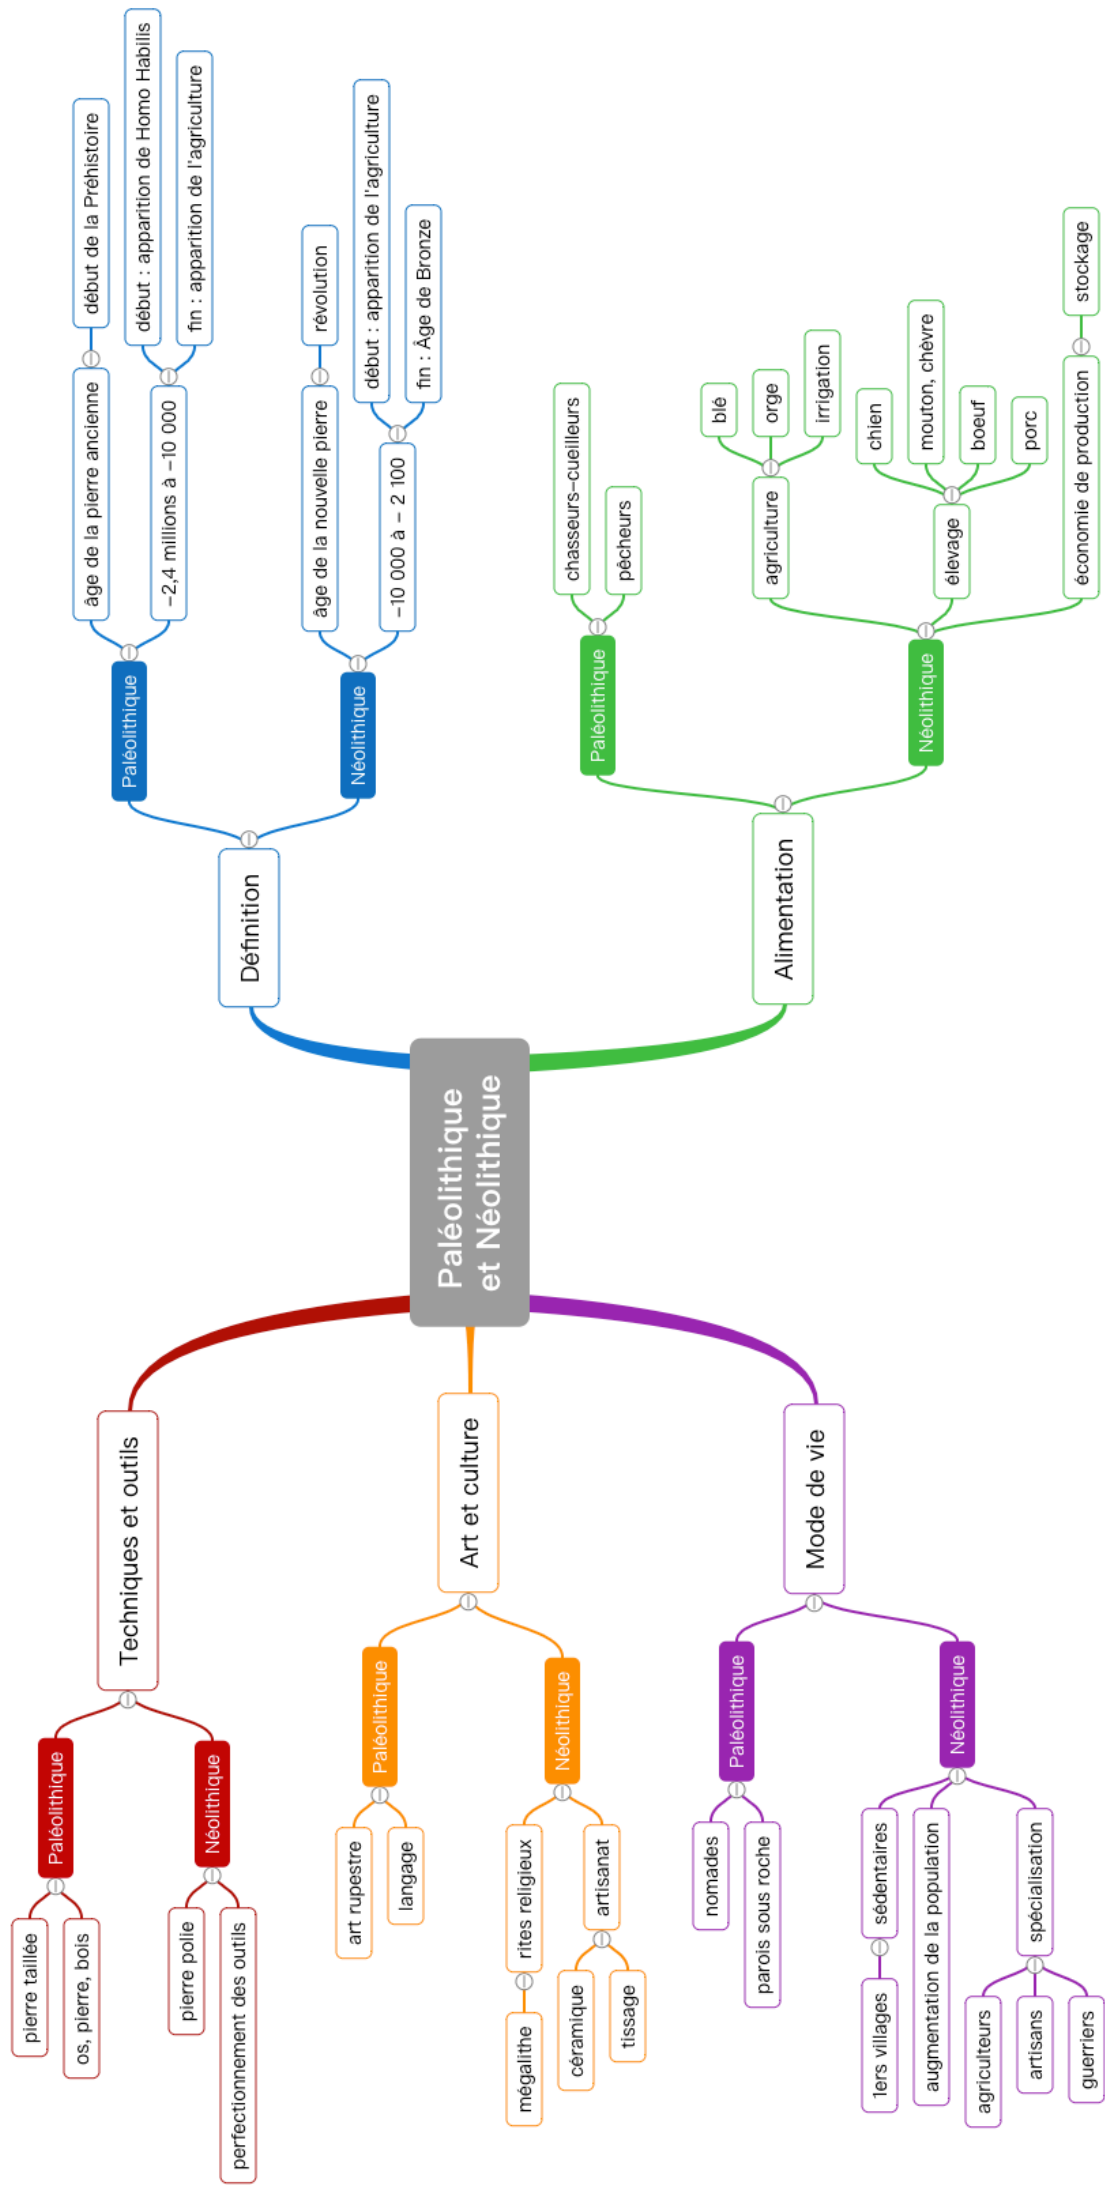 Paléolithique
et Néolithique
Techniques et outils
Paléolithique
pierre taillée
os, pierre, bois
Néolithique
pierre polie
perfectionnement des outils
Art et culture
Paléolithique
art rupestre
langage
Néolithique
rites religieux
mégalithe
artisanat
céramique
tissage
Mode de vie
Paléolithique
nomades
parois sous roche
Néolithique
sédentaires
1ers villages
augmentation de la population
spécialisation
agriculteurs
artisans
guerriers
Définition
Paléolithique
âge de la pierre ancienne
début de la Préhistoire
-2,4 millions à -10 000
début : apparition de Homo Habilis
fin : apparition de l'agriculture
Néolithique
âge de la nouvelle pierre
révolution
-10 000 à - 2 100
début : apparition de l'agriculture
fin : Âge de Bronze
Alimentation
Paléolithique
chasseurs-cueilleurs
pêcheurs
Néolithique
agriculture
blé
orge
irrigation
élevage
chien
mouton, chèvre
boeuf
porc
économie de production
stockage